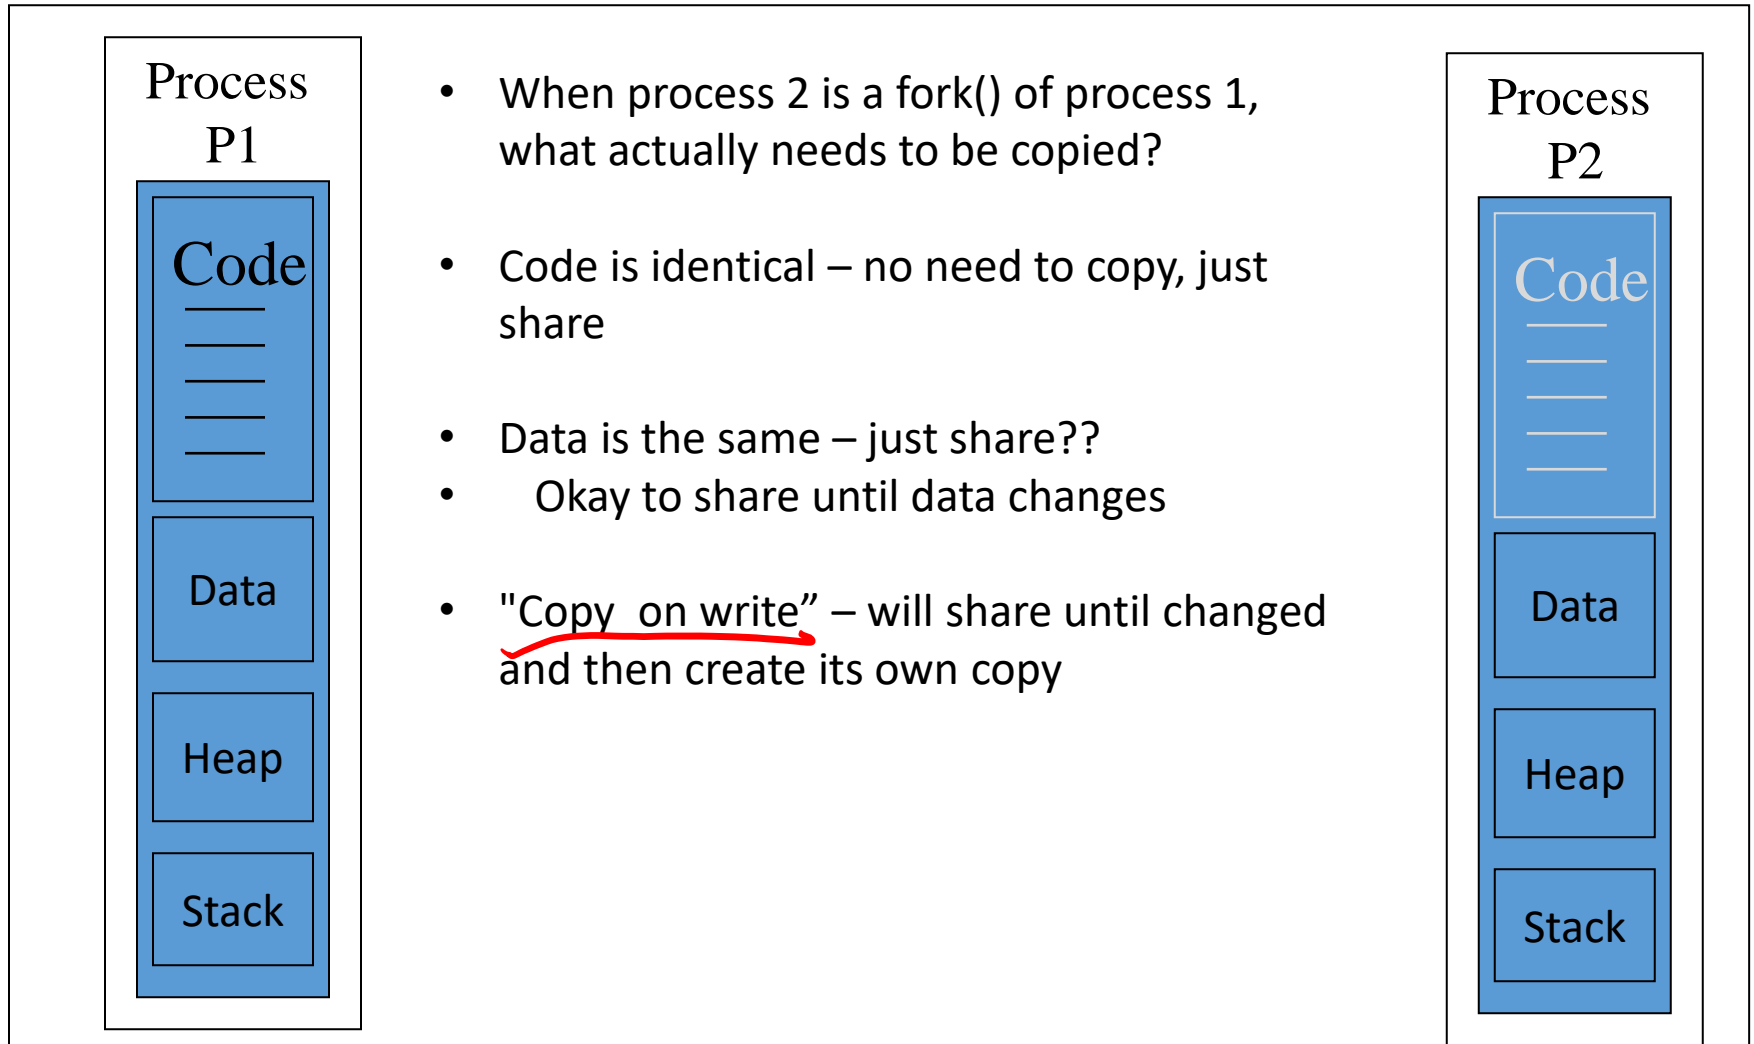 Process
P1
Code
Data
Heap
Stack
• When process 2 is a fork() of process 1,
what actually needs to be copied?
• Code is identical – no need to copy, just
share
• Data is the same – just share??
• Okay to share until data changes
• "Copy  on write” – will share until changed
and then create its own copy
Process
P2
Code
Data
Heap
Stack